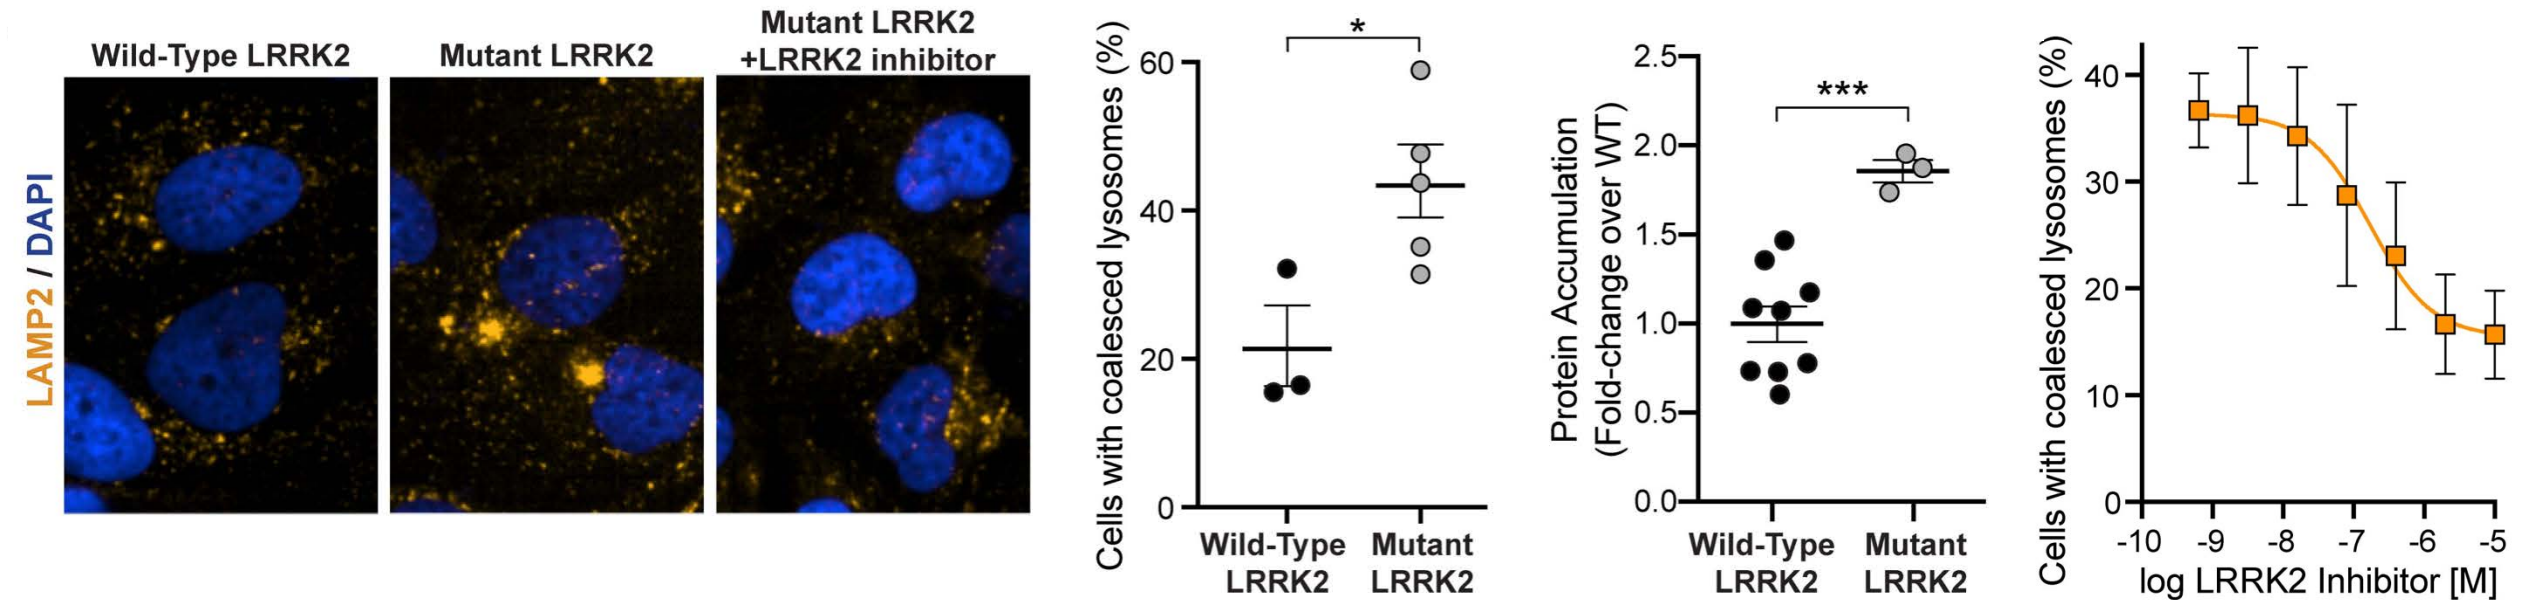 Wild-Type LRRK2
Mutant LRRK2
Mutant LRRK2
+LRRK2 inhibitor
LAMP2 / DAPI
Cells with coalesced lysosomes (%)
60
40
20
0
*
Wild-Type
LRRK2
Mutant
LRRK2
Protein Accumulation
(Fold-change over WT)
2.5
2.0
1.5
1.0
0.5
0.0
***
Wild-Type
LRRK2
Mutant
LRRK2
Cells with coalesced lysosomes (%)
40
30
20
10
0
-10 -9 -8 -7 -6 -5
log LRRK2 Inhibitor [M]